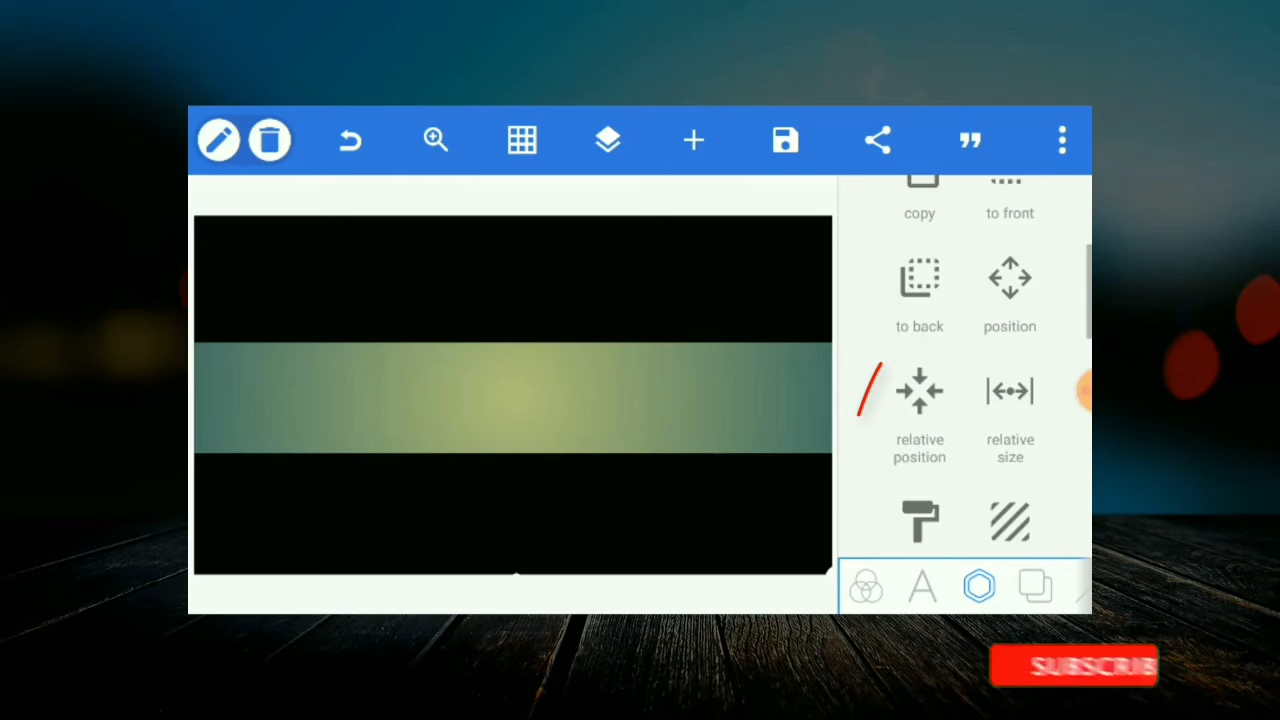 copy
to front
to back
position
relative
position
relative
size
SUBSCRIB